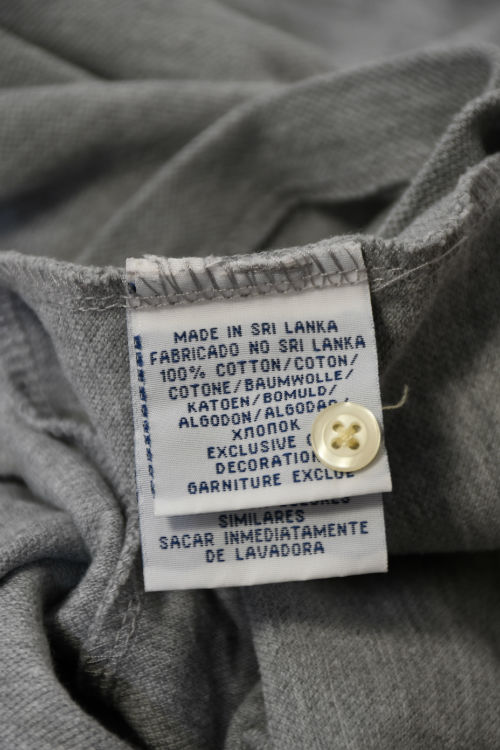 MADE IN SRI LANKA
FABRICADO NO SRI LANKA
100% COTTON/COTON/
COTONE/BAUMWOLLE/
KATOEN/BOMULD/
ALGODON/
ХЛОПОК
EXCLUSIVE
DECORATION
GARNITURE EXCLUE
SIMILARES
SACAR INMEDIATAMENTE
DE LAVADORA